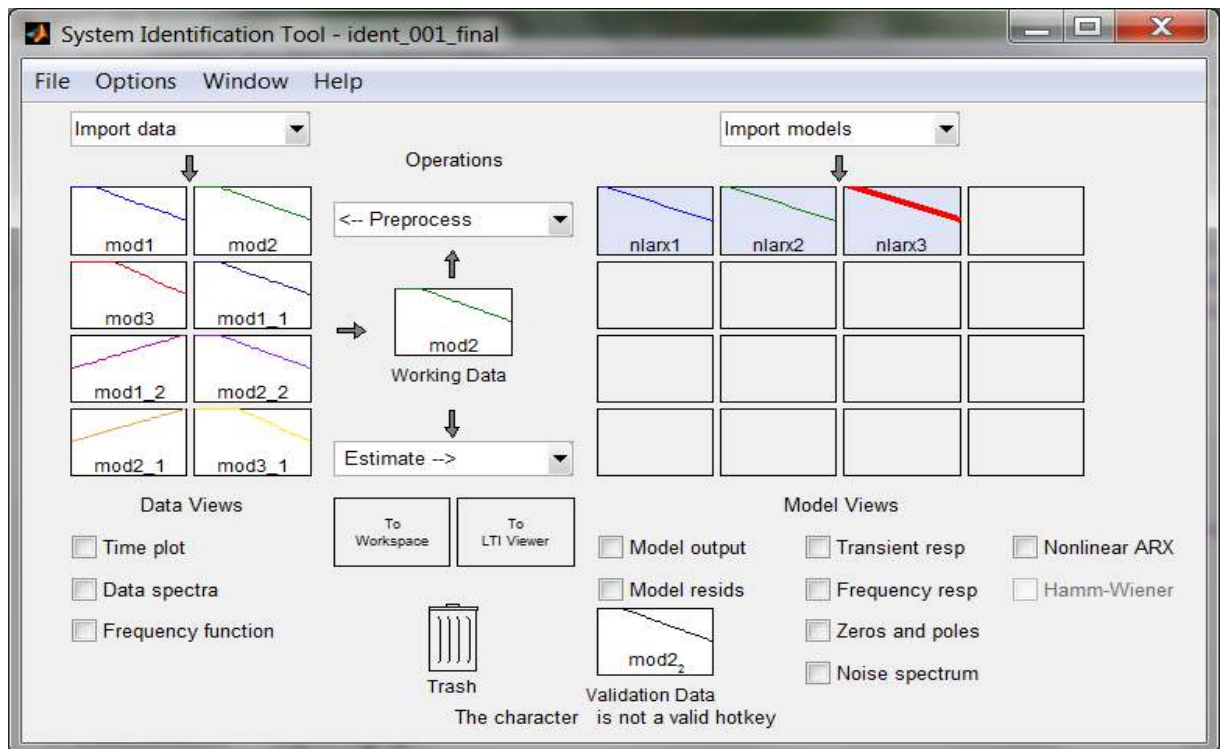 System Identification Tool - ident_001_final
File Options Window Help
Import data
Import models
Operations
mod1 mod2
<-- Preprocess
nlarx1 nlarx2 nlarx3
mod3 mod1_1
mod2
Working Data
mod1_2 mod2_2
mod2_1 mod3_1
Estimate -->
Data Views
Model Views
To
Workspace
To
LTI Viewer
Time plot
Model output
Transient resp
Nonlinear ARX
Data spectra
Model resids
Frequency resp
Hamm-Wiener
Frequency function
Zeros and poles
mod2₂
Noise spectrum
Trash
Validation Data
The character is not a valid hotkey